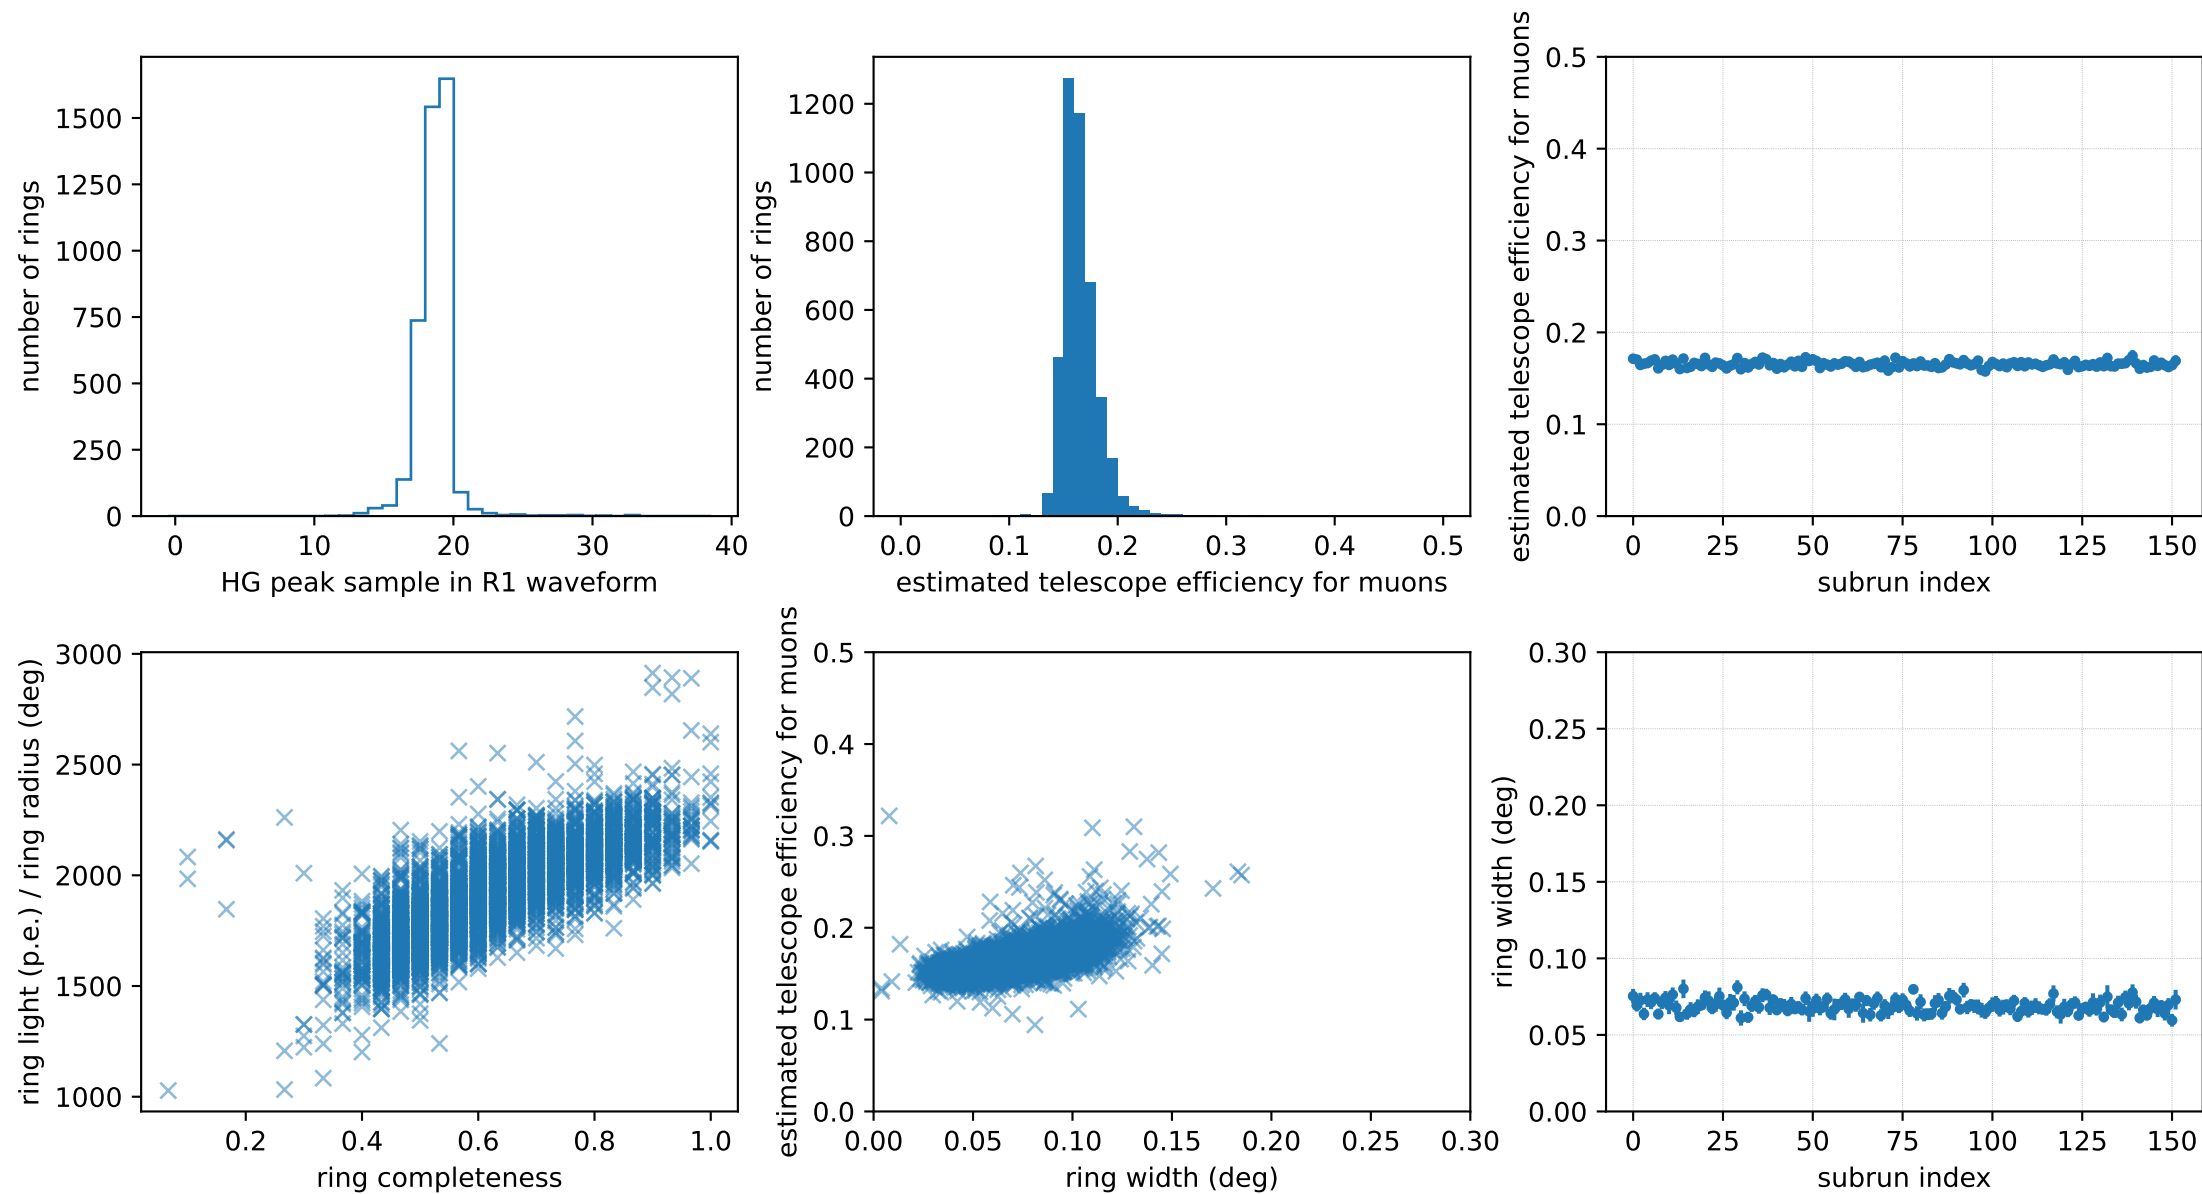 number of rings
1500
1250
1000
750
500
250
0
0 10 20 30 40
HG peak sample in R1 waveform
number of rings
1200
1000
800
600
400
200
0
0.0 0.1 0.2 0.3 0.4 0.5
estimated telescope efficiency for muons
estimated telescope efficiency for muons
0.5
0.4
0.3
0.2
0.1
0.0
0 25 50 75 100 125 150
subrun index
ring light (p.e.) / ring radius (deg)
3000
2500
2000
1500
1000
0.2 0.4 0.6 0.8 1.0
ring completeness
estimated telescope efficiency for muons
0.5
0.4
0.3
0.2
0.1
0.0
0.00 0.05 0.10 0.15 0.20 0.25 0.30
ring width (deg)
ring width (deg)
0.30
0.25
0.20
0.15
0.10
0.05
0.00
0 25 50 75 100 125 150
subrun index